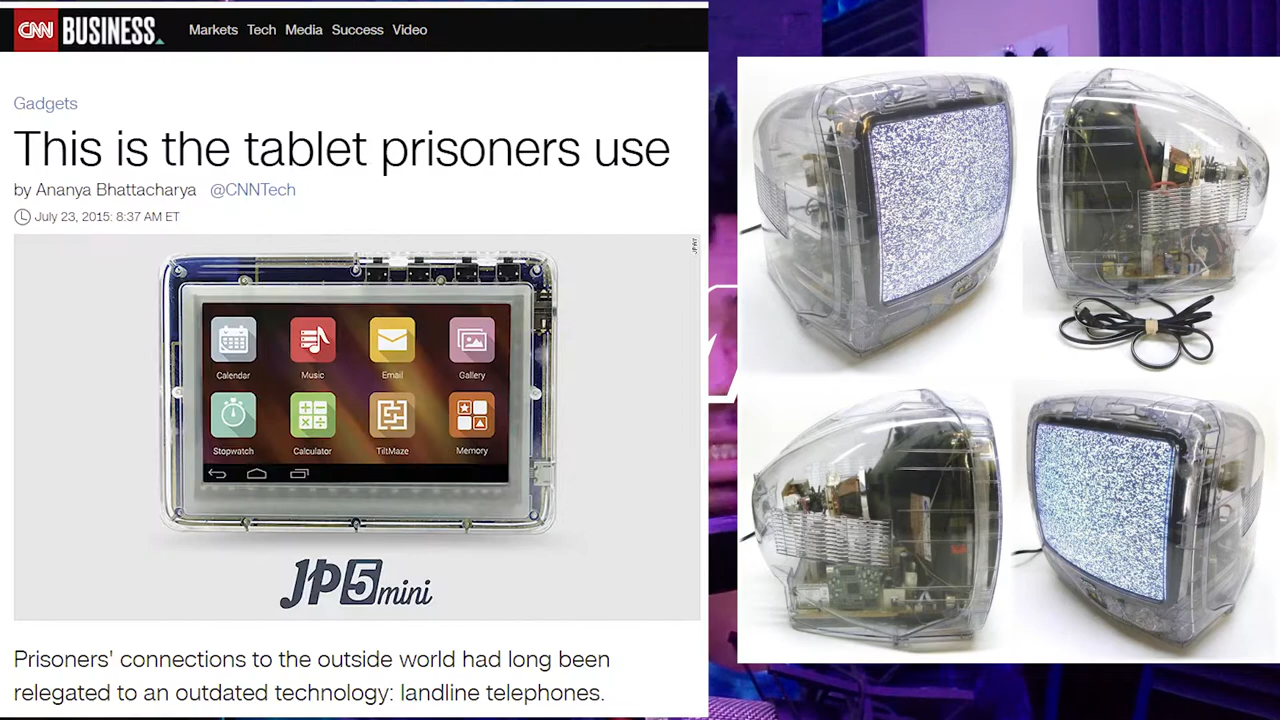 CNN BUSINESS
Markets Tech Media Success Video
Gadgets
This is the tablet prisoners use
by Ananya Bhattacharya @CNNTech
July 23, 2015: 8:37 AM ET
JPAY
Calendar Music Email Gallery
Stopwatch Calculator TiltMaze Memory
JP5mini
Prisoners' connections to the outside world had long been
relegated to an outdated technology: landline telephones.